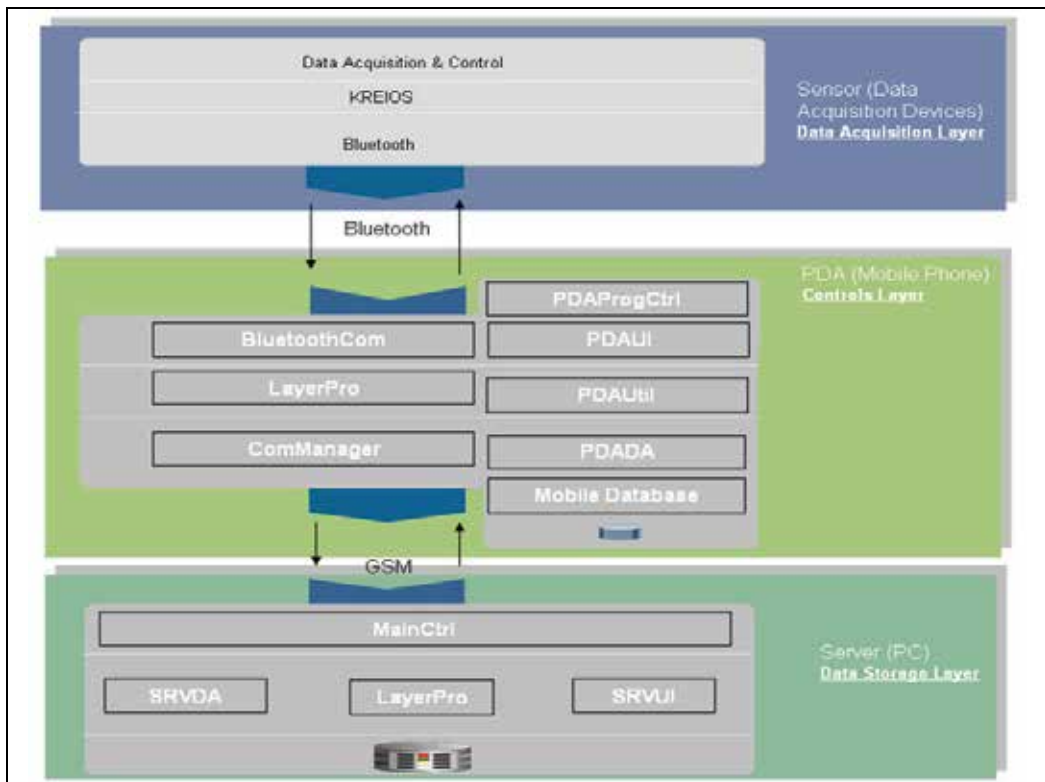 Data Acquisition & Control
KREIOS
Bluetooth
Sensor (Data
Acquisition Devices)
Data Acquisition Layer
Bluetooth
PDA (Mobile Phone)
Controls Layer
PDAProgCtrl
BluetoothCom
PDAUI
LayerPro
PDAUtil
ComManager
PDADA
Mobile Database
GSM
MainCtrl
Server (PC)
Data Storage Layer
SRVDA
LayerPro
SRVUI